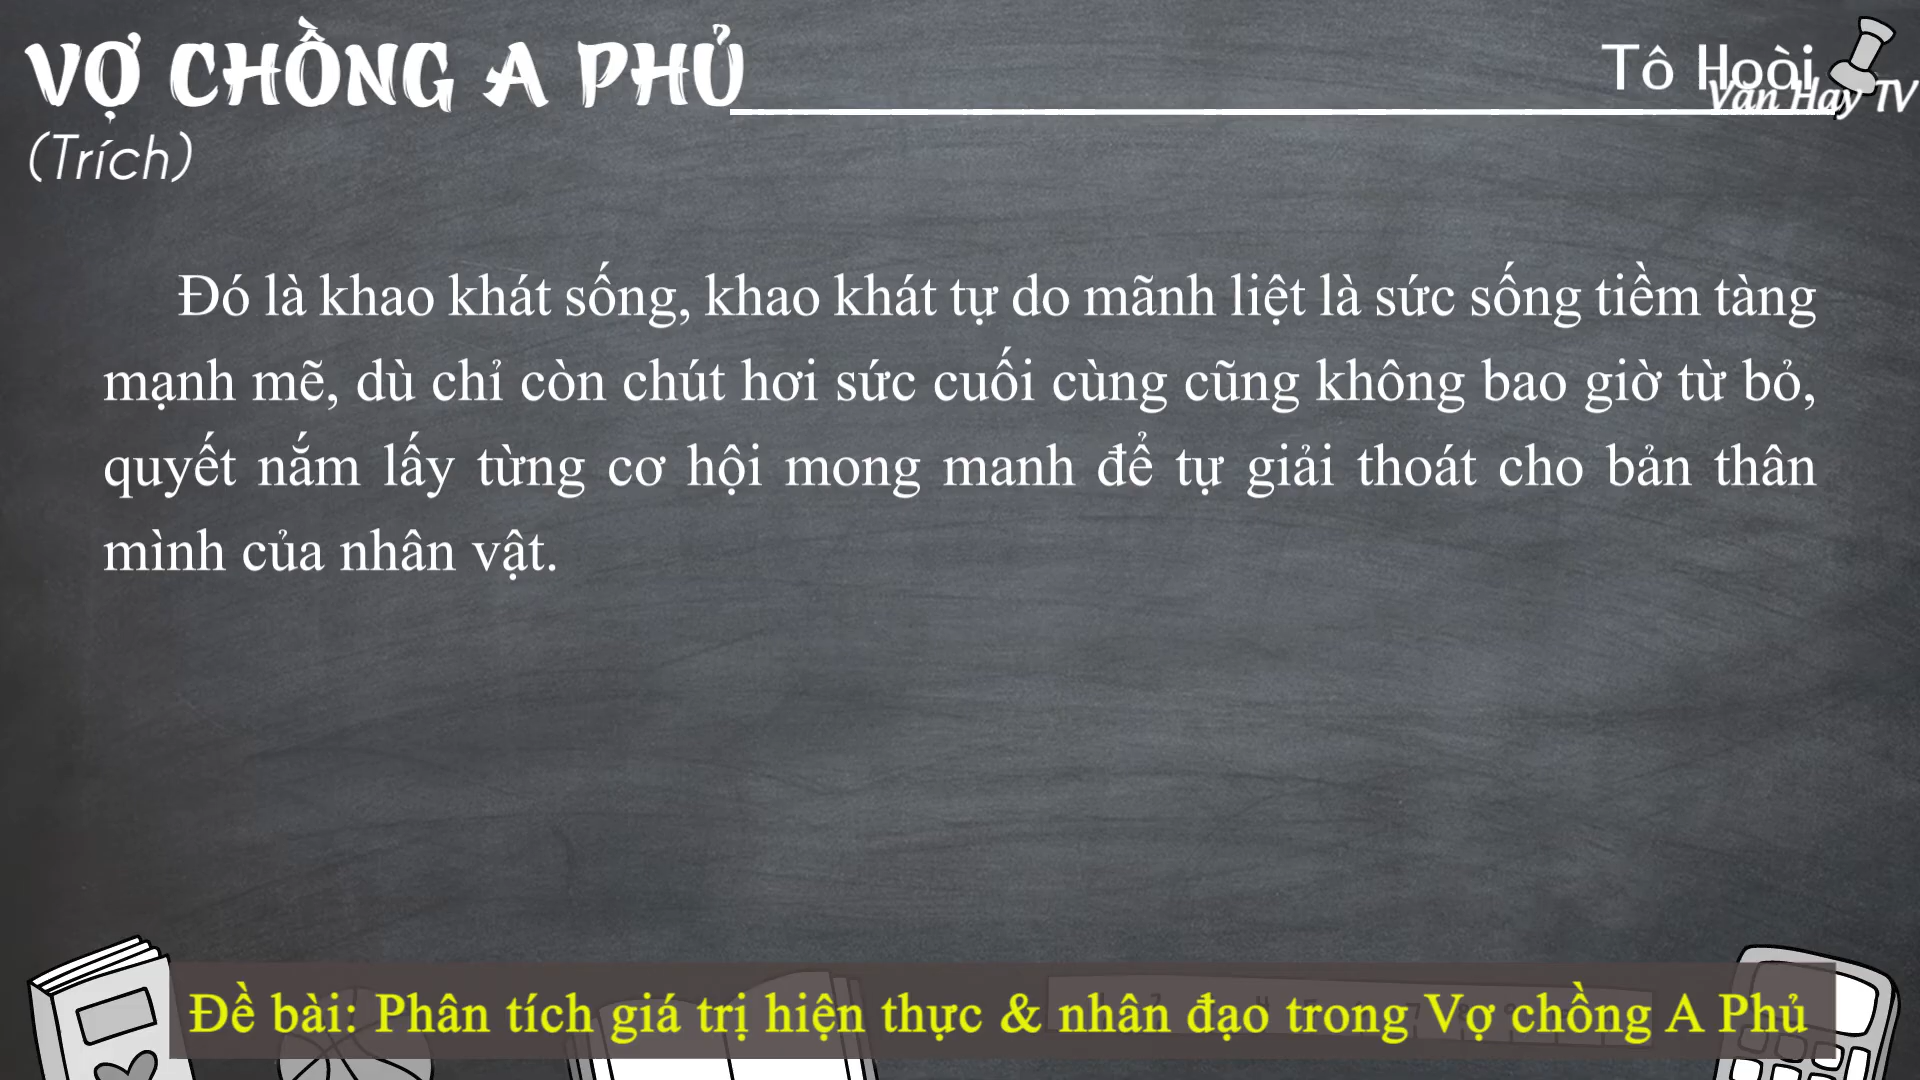 VỢ CHỒNG A PHỦ
Tô Hoài
Văn Hay TV
(Trích)
Đó là khao khát sống, khao khát tự do mãnh liệt là sức sống tiềm tàng
mạnh mẽ, dù chỉ còn chút hơi sức cuối cùng cũng không bao giờ từ bỏ,
quyết nắm lấy từng cơ hội mong manh để tự giải thoát cho bản thân
mình của nhân vật.
Đề bài: Phân tích giá trị hiện thực & nhân đạo trong Vợ chồng A Phủ